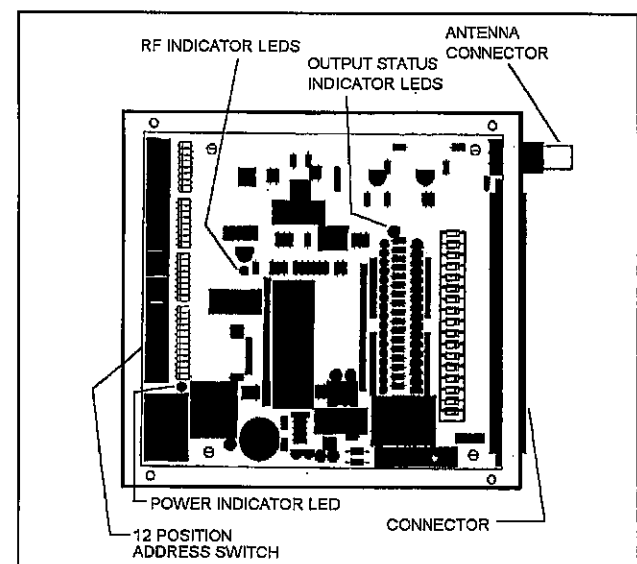 RF INDICATOR LEDS
OUTPUT STATUS
INDICATOR LEDS
ANTENNA
CONNECTOR
POWER INDICATOR LED
12 POSITION
ADDRESS SWITCH
CONNECTOR